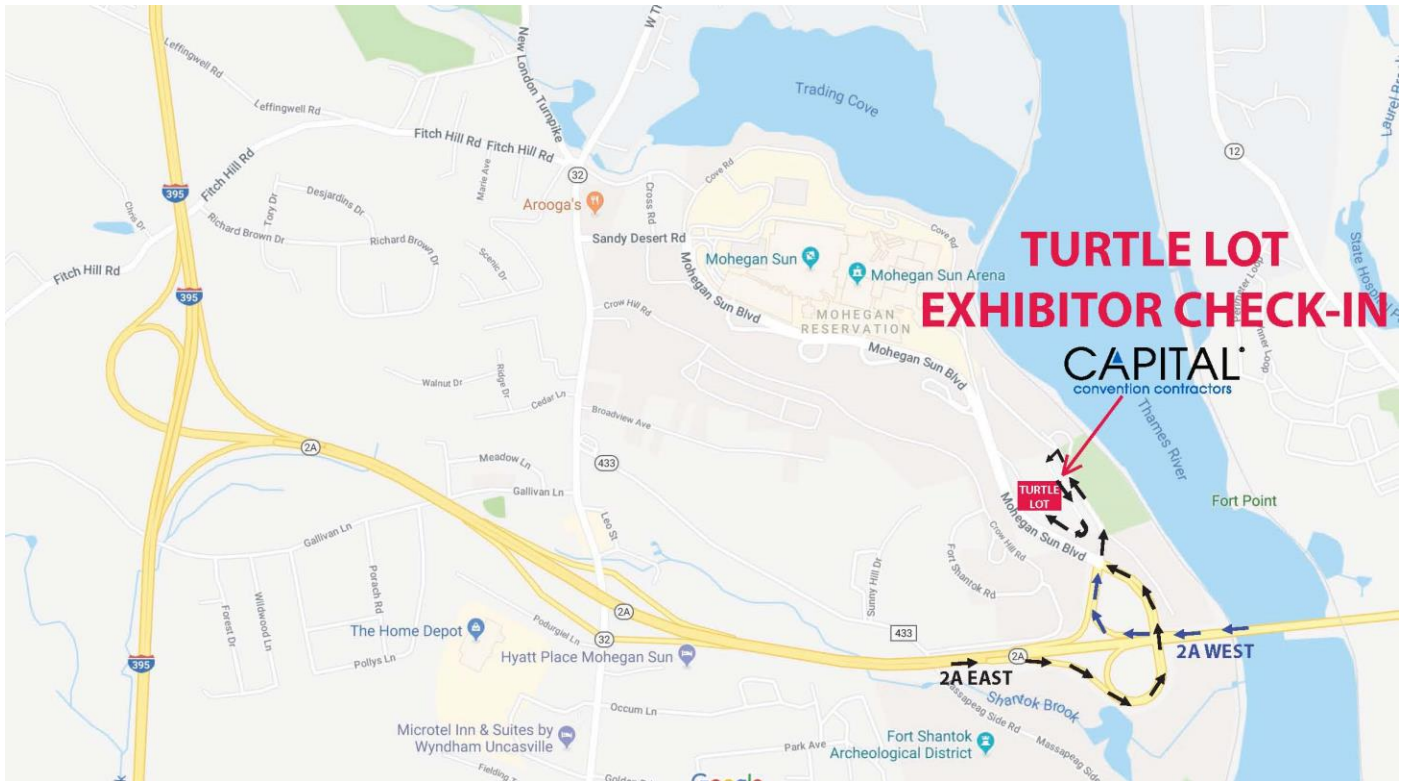 Leffingwell Rd
Leffingwell Rd
New London Turnpike
Trading Cove
Laurel Brook
Fitch Hill Rd
Fitch Hill Rd
Fitch Hill Rd
32
12
395
Marie Ave
Cross Rd
Cove Rd
Arooga's
Chris Dr
Tory Dr
Desjardins Dr
Richard Brown Dr
Richard Brown Dr
Scenic Dr
Sandy Desert Rd
Cove Rd
Mohegan Sun
Mohegan Sun Arena
Fitch Hill Rd
395
Mohegan Sun Blvd
Crow Hill Rd
MOHEGAN
RESERVATION
TURTLE LOT
EXHIBITOR CHECK-IN
CAPITAL
convention contractors
Mohegan Sun Blvd
Walnut Dr
Ridge Dr
Cedar Ln
Broadview Ave
Thames River
2A
Meadow Ln
433
Gallivan Ln
TURTLE
LOT
Fort Point
Gallivan Ln
Leo St
Mohegan Sun Blvd
Crow Hill Rd
Fort Shantok Rd
Sunny Hill Dr
Porach Rd
Wildwood Ln
Forest Dr
2A
The Home Depot
Podurgiel Ln
32
433
Pollys Ln
Hyatt Place Mohegan Sun
2A
2A WEST
395
2A EAST
Shantok Brook
Massapeag Side Rd
Occum Ln
Microtel Inn & Suites by
Wyndham Uncasville
Park Ave
Fort Shantok
Archeological District
Massapeag Side
Google